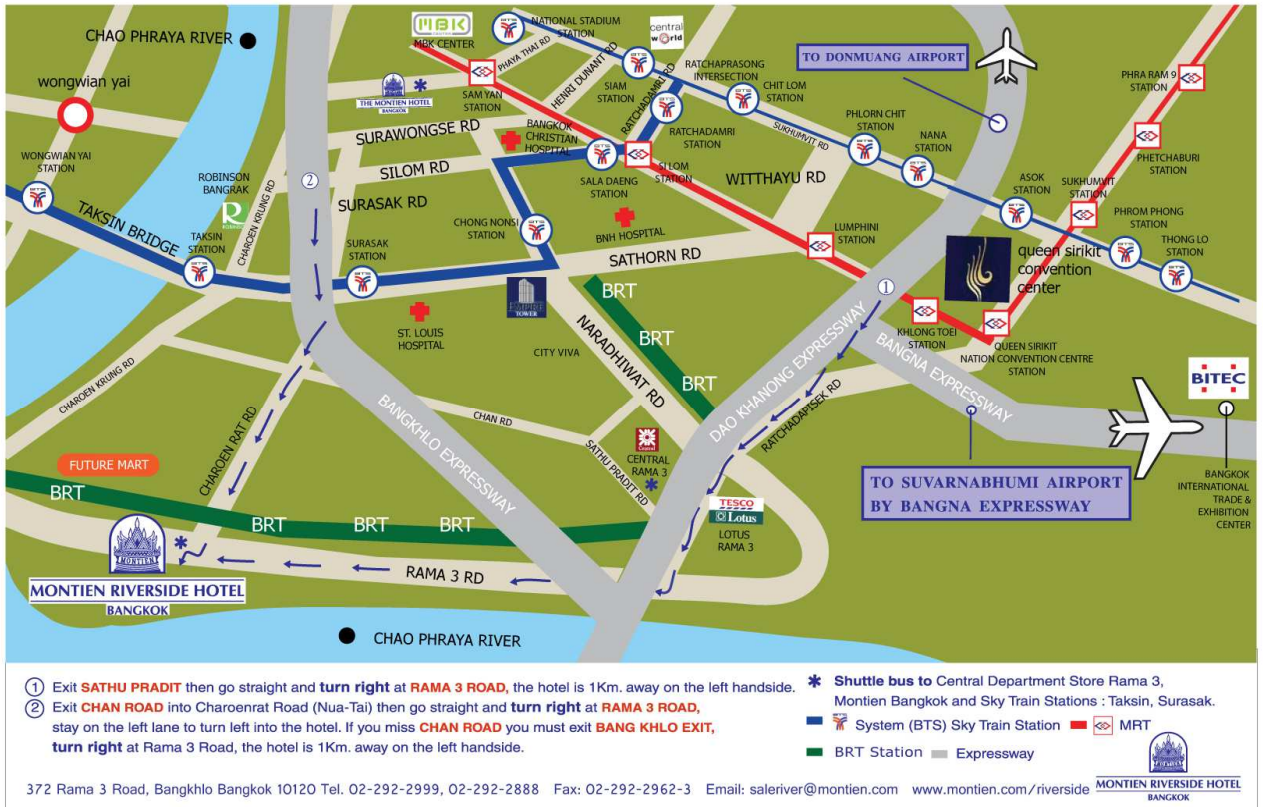 CHAO PHRAYA RIVER
wongwian yai
WONGWIAN YAI
STATION
TAKSIN BRIDGE
ROBINSON
BANGRAK
TAKSIN
STATION
CHAROEN KRUNG RD
2
MBK
MBK CENTER
NATIONAL STADIUM
STATION
PHAYA THAI RD
central
world
THE MONTIEN HOTEL
BANGKOK
SAM YAN
STATION
HENRI DUNANT RD
SIAM
STATION
RATCHADAMRI RD
RATCHAPRASONG
INTERSECTION
CHIT LOM
STATION
TO DONMUANG AIRPORT
PHRA RAM 9
STATION
SURAWONGSE RD
BANGKOK
CHRISTIAN
HOSPITAL
RATCHADAMRI
STATION
SUKHUMVIT RD
PHLORN CHIT
STATION
NANA
STATION
PHETCHABURI
STATION
SILOM RD
SALA DAENG
STATION
SI LOM
STATION
WITTHAYU RD
ASOK
STATION
SUKHUMVIT
STATION
SURASAK RD
CHONG NONSI
STATION
BNH HOSPITAL
LUMPHINI
STATION
PHROM PHONG
STATION
THONG LO
STATION
SURASAK
STATION
SATHORN RD
queen sirikit
convention
center
1
ST. LOUIS
HOSPITAL
EMPIRE
TOWER
BRT
BRT
BRT
CITY VIVA
NARADHIWAT RD
DAO KHANONG EXPRESSWAY
KHLONG TOEI
STATION
QUEEN SIRIKIT
NATION CONVENTION CENTRE
STATION
BANGNA EXPRESSWAY
BITEC
BANGKOK
INTERNATIONAL
TRADE &
EXHIBITION
CENTER
CHAROEN KRUNG RD
CHAROEN RAT RD
BANGKHLO EXPRESSWAY
CHAN RD
SATHU PRADIT RD
RATCHADAPISEK RD
CENTRAL
RAMA 3
TESCO
Lotus
LOTUS
RAMA 3
TO SUVARNABHUMI AIRPORT
BY BANGNA EXPRESSWAY
FUTURE MART
BRT
BRT
BRT
BRT
RAMA 3 RD
MONTIEN
MONTIEN RIVERSIDE HOTEL
BANGKOK
CHAO PHRAYA RIVER
1 Exit SATHU PRADIT then go straight and turn right at RAMA 3 ROAD, the hotel is 1Km. away on the left handside.
2 Exit CHAN ROAD into Charoenrat Road (Nua-Tai) then go straight and turn right at RAMA 3 ROAD,
stay on the left lane to turn left into the hotel. If you miss CHAN ROAD you must exit BANG KHLO EXIT,
turn right at Rama 3 Road, the hotel is 1Km. away on the left handside.
* Shuttle bus to Central Department Store Rama 3,
Montien Bangkok and Sky Train Stations : Taksin, Surasak.
System (BTS) Sky Train Station MRT
BRT Station Expressway
MONTIEN RIVERSIDE HOTEL
BANGKOK
372 Rama 3 Road, Bangkhlo Bangkok 10120 Tel. 02-292-2999, 02-292-2888 Fax: 02-292-2962-3 Email: saleriver@montien.com www.montien.com/riverside